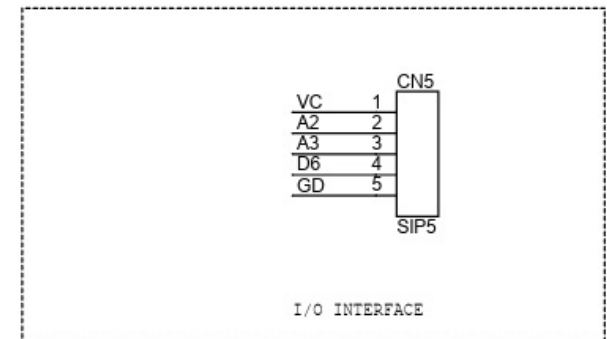 CN5
VC 1
A2 2
A3 3
D6 4
GD 5
SIP5
I/O INTERFACE